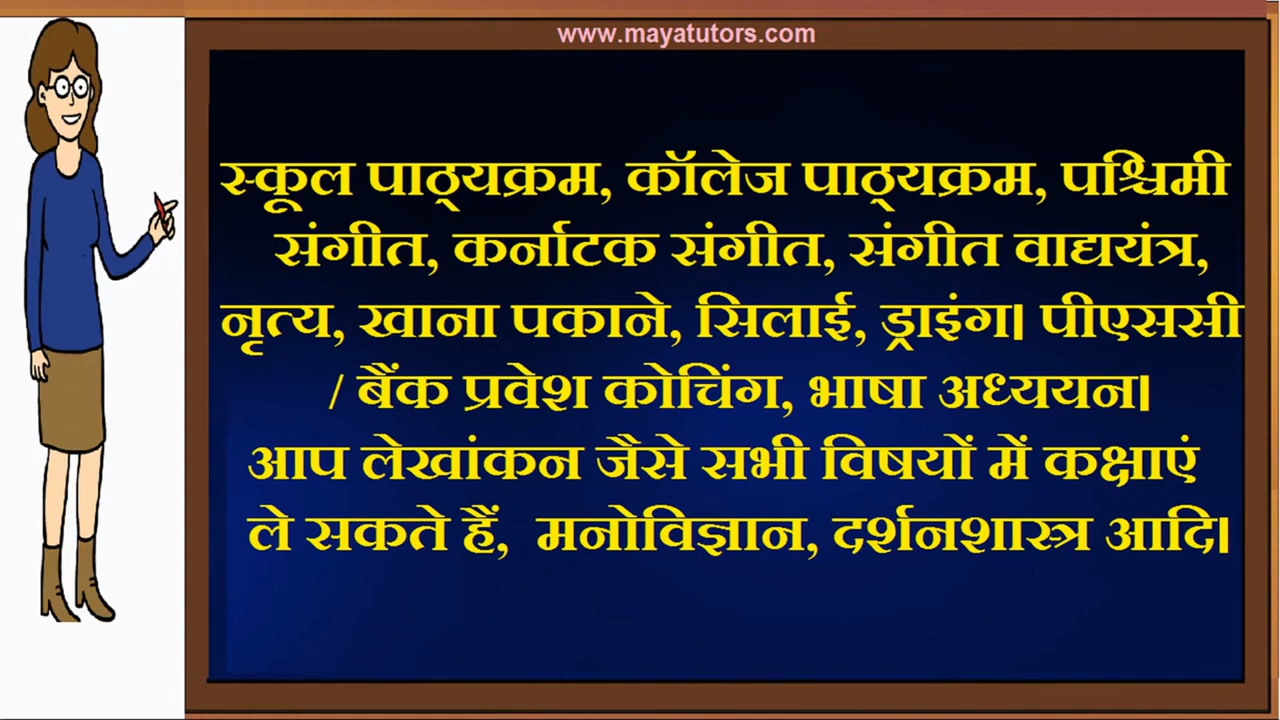 www.mayatutors.com
स्कूल पाठ्यक्रम, कॉलेज पाठ्यक्रम, पश्चिमी
संगीत, कर्नाटक संगीत, संगीत वाद्ययंत्र,
नृत्य, खाना पकाने, सिलाई, ड्राइंग। पीएससी
/ बैंक प्रवेश कोचिंग, भाषा अध्ययन।
आप लेखांकन जैसे सभी विषयों में कक्षाएं
ले सकते हैं, मनोविज्ञान, दर्शनशास्त्र आदि।